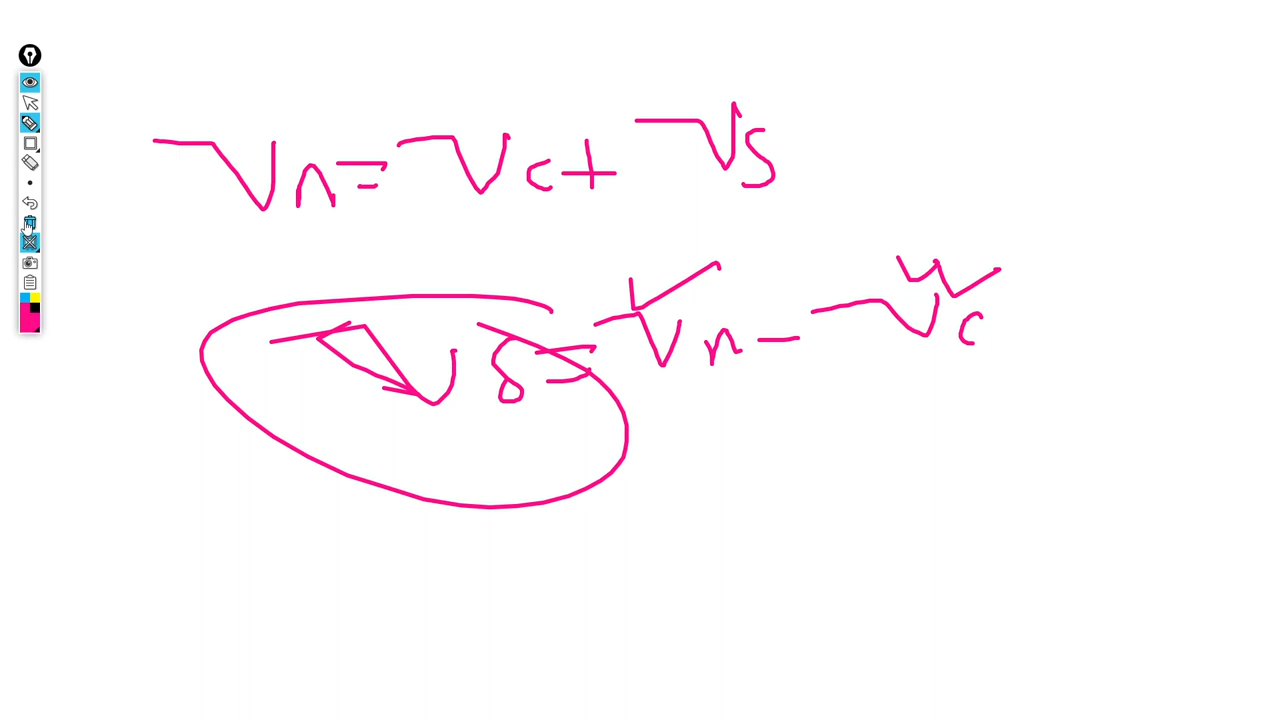 Vn = Vc + Vs
Vs = Vn - Vc